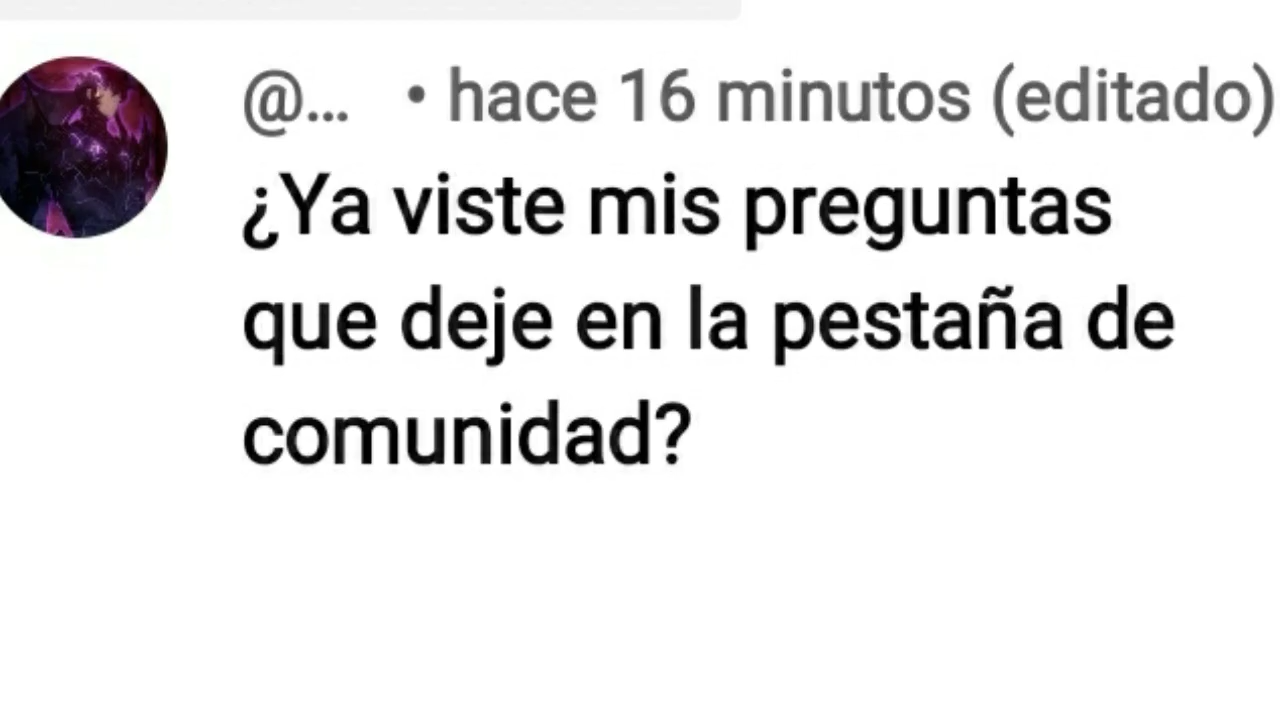 @... • hace 16 minutos (editado)
¿Ya viste mis preguntas
que deje en la pestaña de
comunidad?